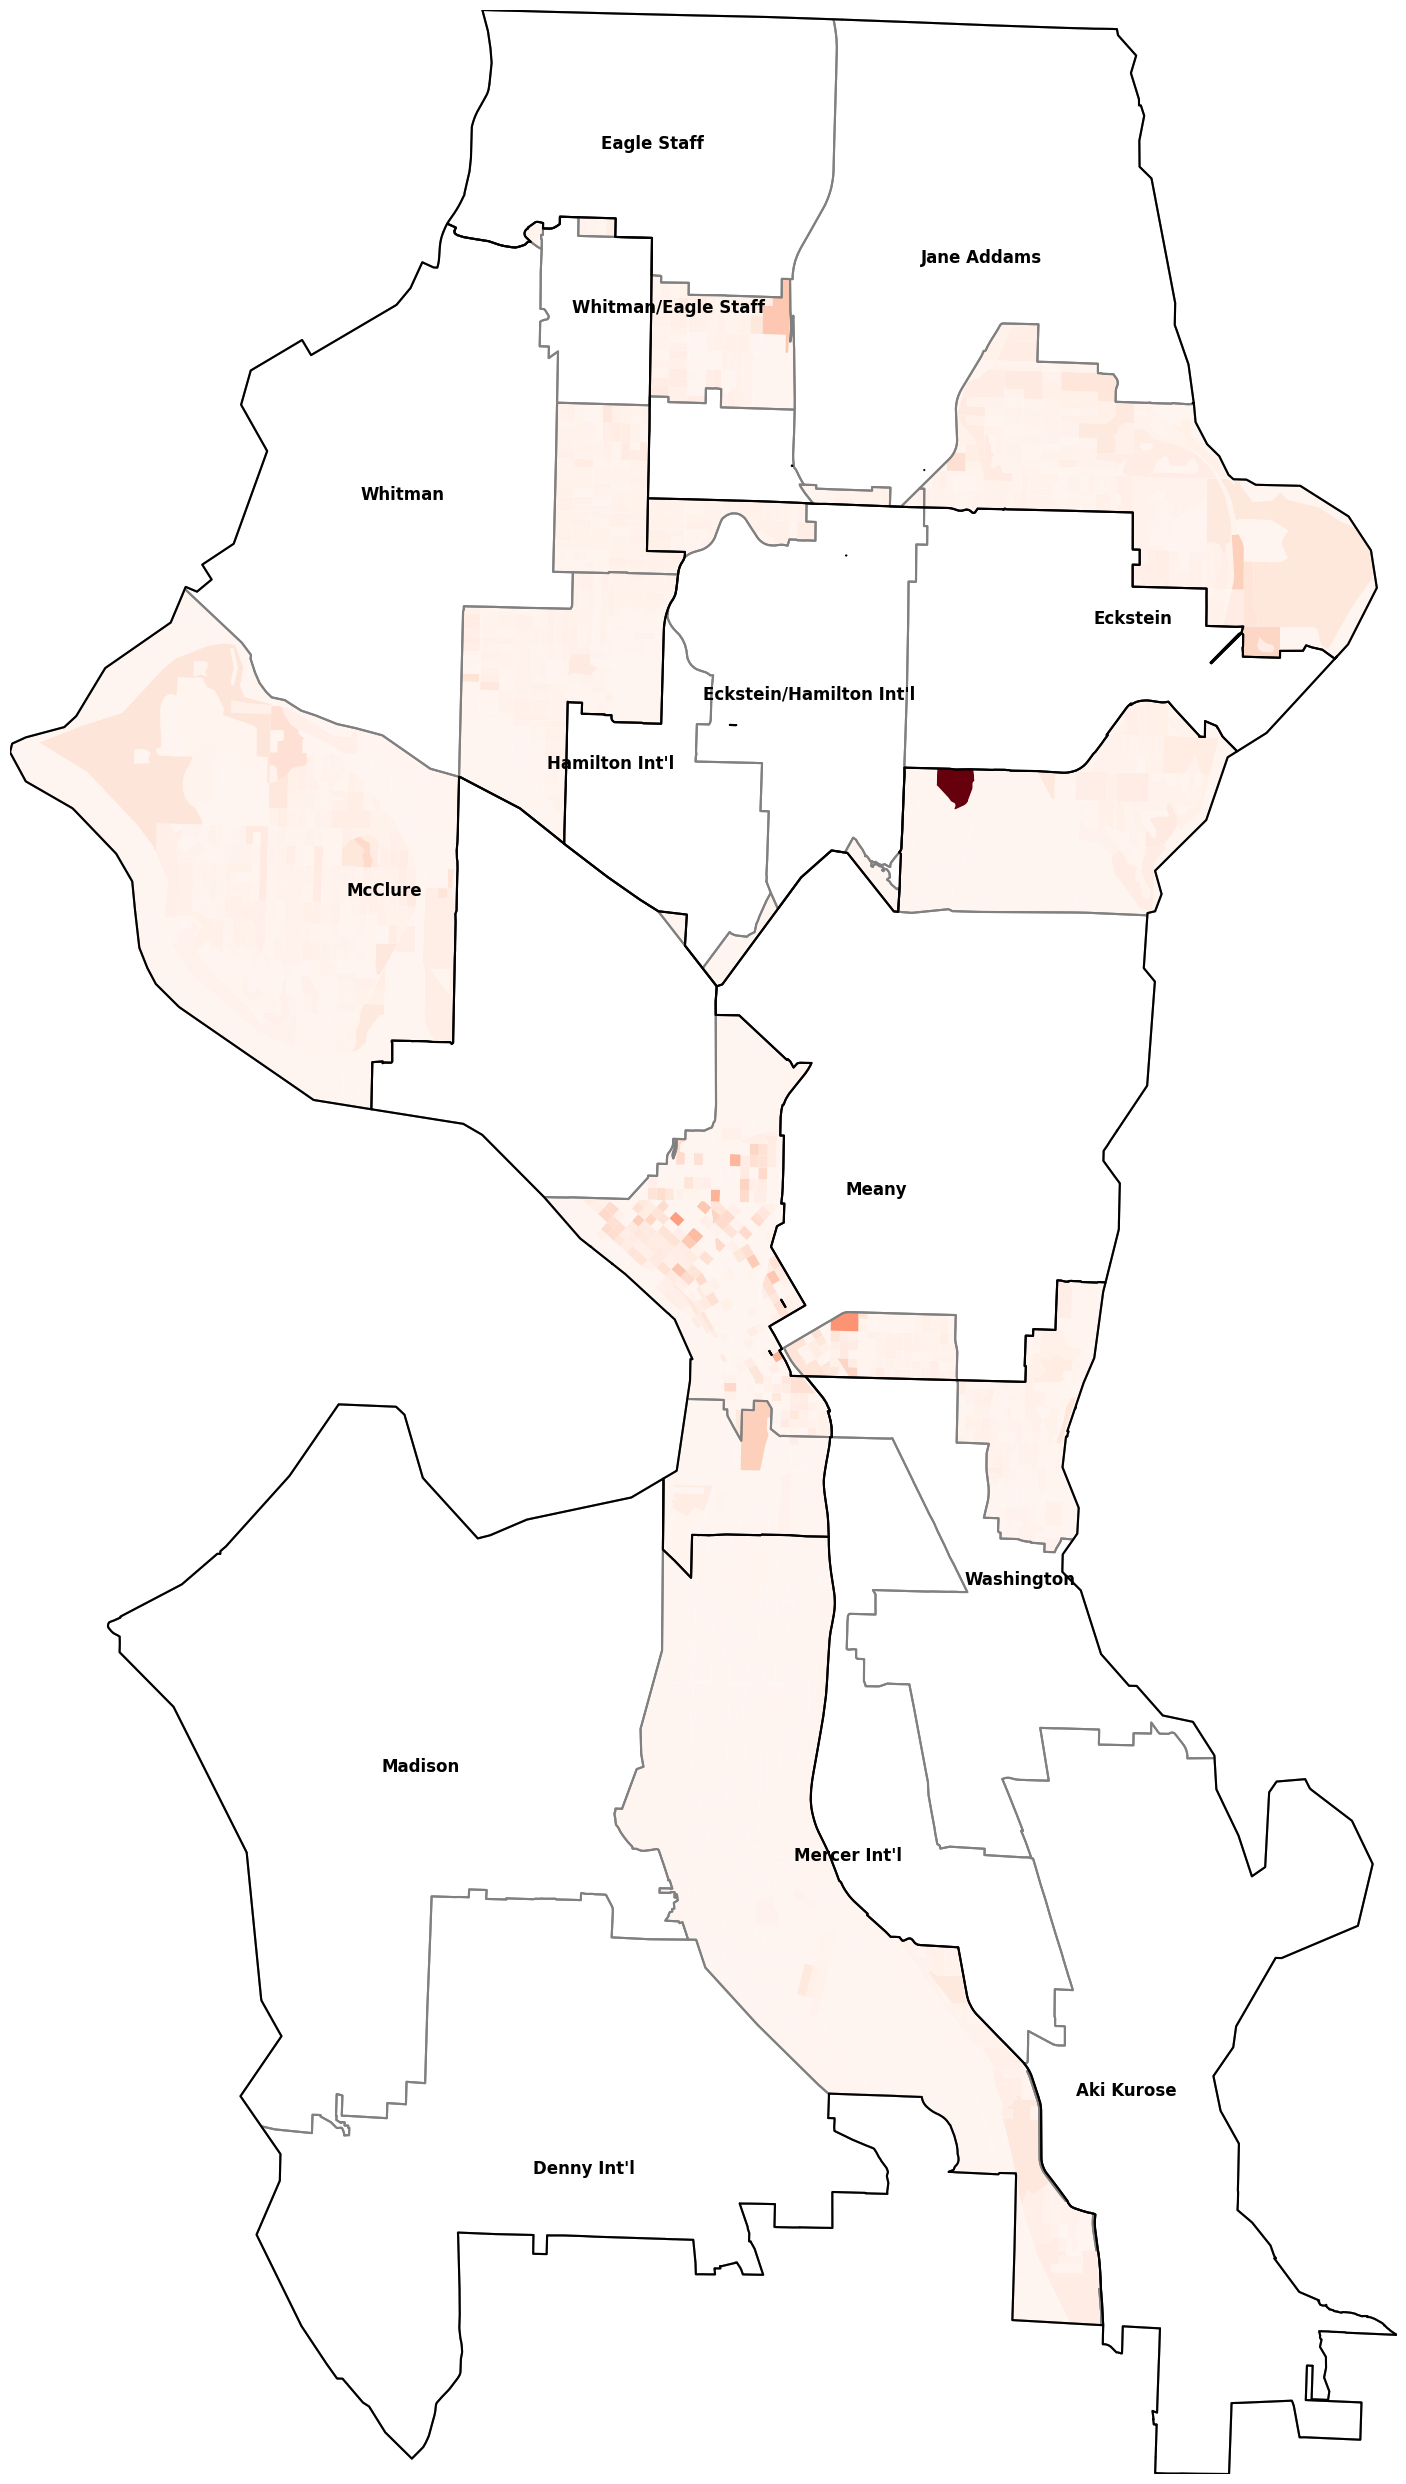 Eagle Staff
Jane Addams
Whitman/Eagle Staff
Whitman
Eckstein
Eckstein/Hamilton Int'l
Hamilton Int'l
McClure
Meany
Washington
Madison
Mercer Int'l
Aki Kurose
Denny Int'l